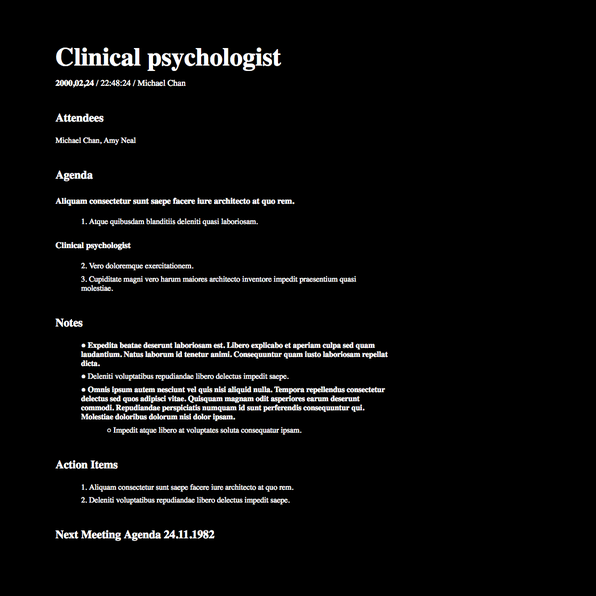 Clinical psychologist
2000,02,24 / 22:48:24 / Michael Chan
Attendees
Michael Chan, Amy Neal
Agenda
Aliquam consectetur sunt saepe facere iure architecto at quo rem.
1. Atque quibusdam blanditiis deleniti quasi laboriosam.
Clinical psychologist
2. Vero doloremque exercitationem.
3. Cupiditate magni vero harum maiores architecto inventore impedit praesentium quasi
molestiae.
Notes
● Expedita beatae deserunt laboriosam est. Libero explicabo et aperiam culpa sed quam
laudantium. Natus laborum id tenetur animi. Consequuntur quam iusto laboriosam repellat
dicta.
● Deleniti voluptatibus repudiandae libero delectus impedit saepe.
● Omnis ipsum autem nesciunt vel quis nisi aliquid nulla. Tempora repellendus consectetur
delectus sed quos adipisci vitae. Quisquam magnam odit asperiores earum deserunt
commodi. Repudiandae perspiciatis numquam id sunt perferendis consequuntur qui.
Molestiae doloribus dolorum nisi dolor ipsam.
○ Impedit atque libero at voluptates soluta consequatur ipsam.
Action Items
1. Aliquam consectetur sunt saepe facere iure architecto at quo rem.
2. Deleniti voluptatibus repudiandae libero delectus impedit saepe.
Next Meeting Agenda 24.11.1982